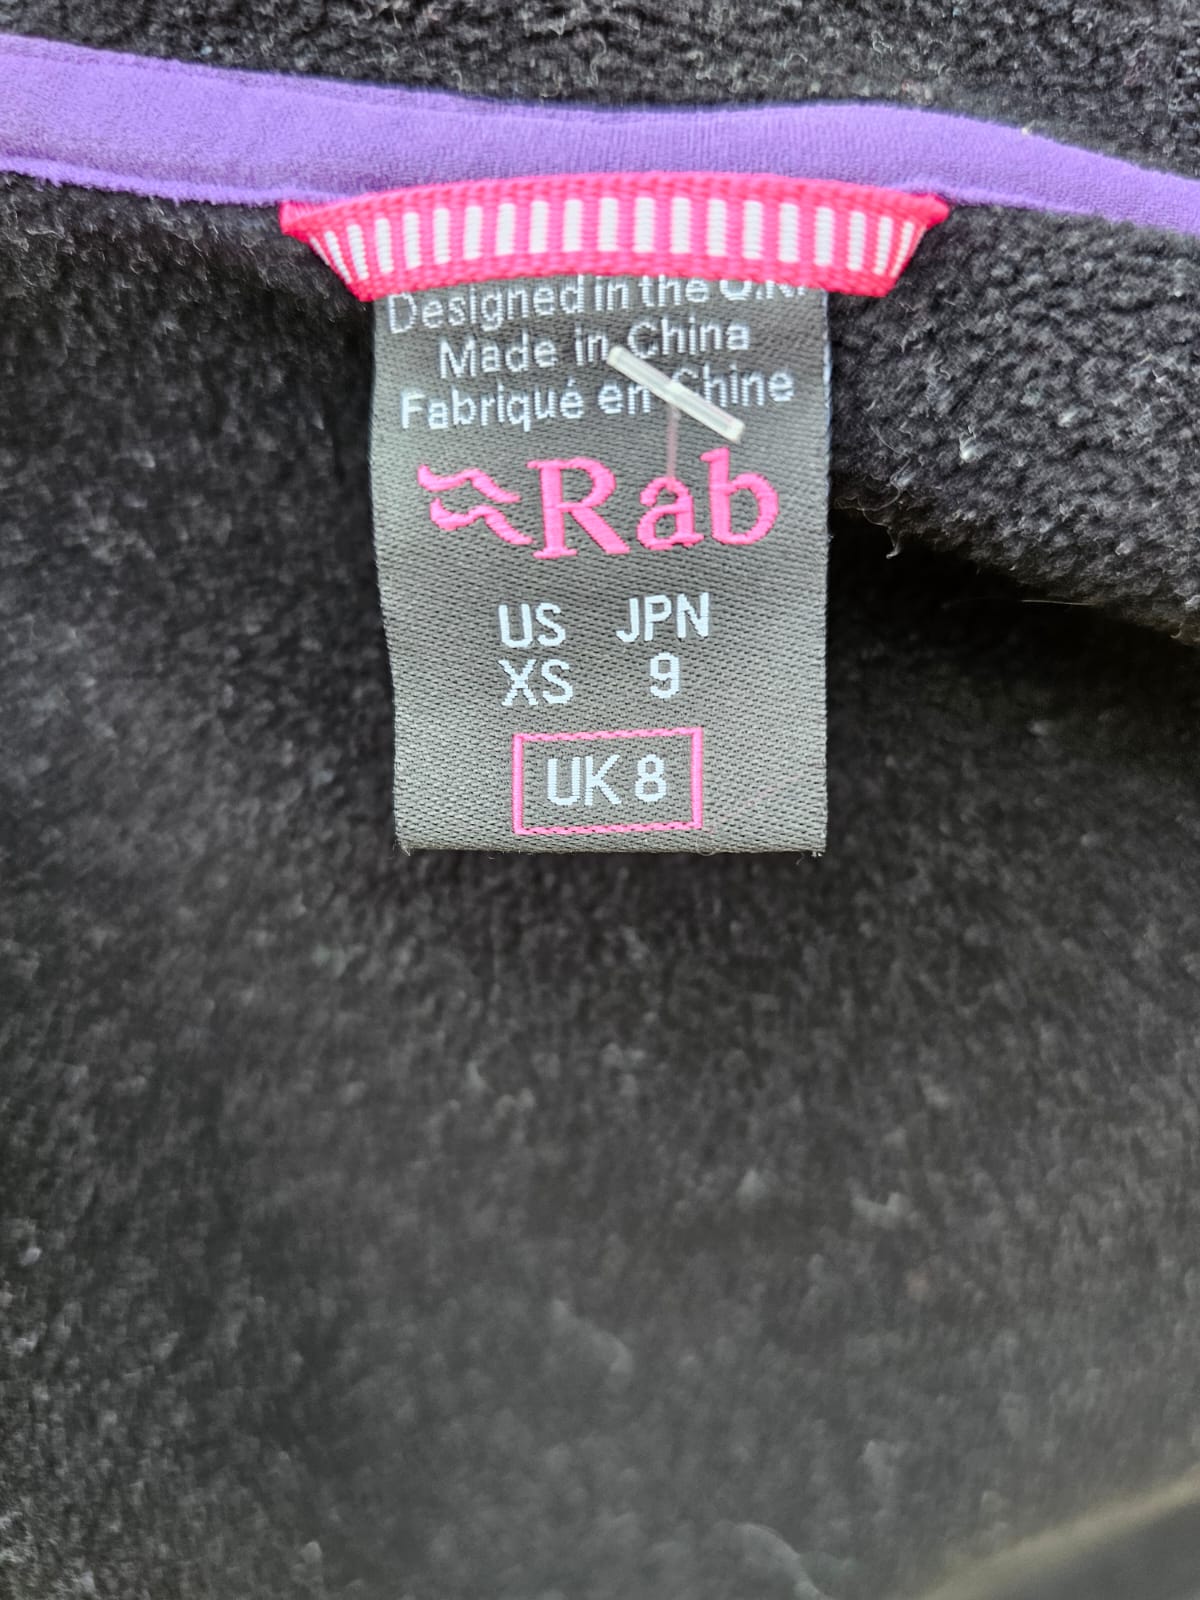 Designed in the U.K.
Made in China
Fabriqué en Chine
Rab
US JPN
XS 9
UK 8